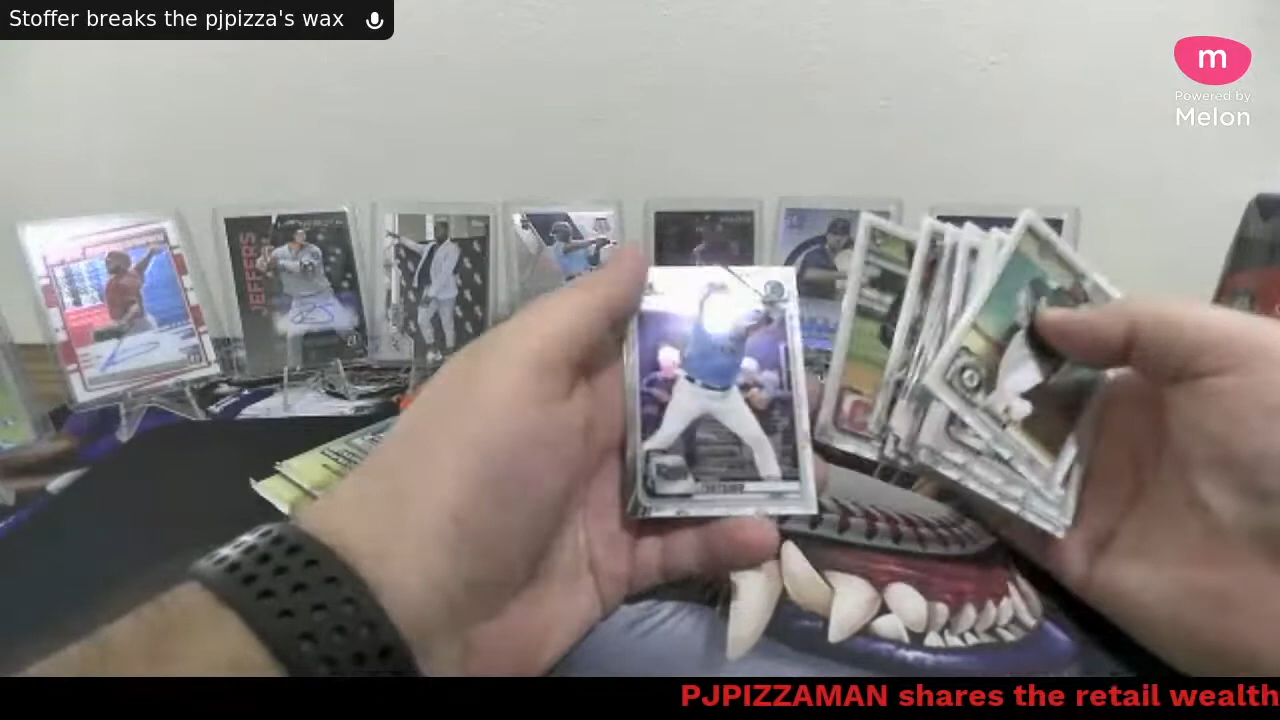 Stoffer breaks the pjpizza's wax
m
Powered by
Melon
JEFFERS
PJPIZZAMAN shares the retail wealth